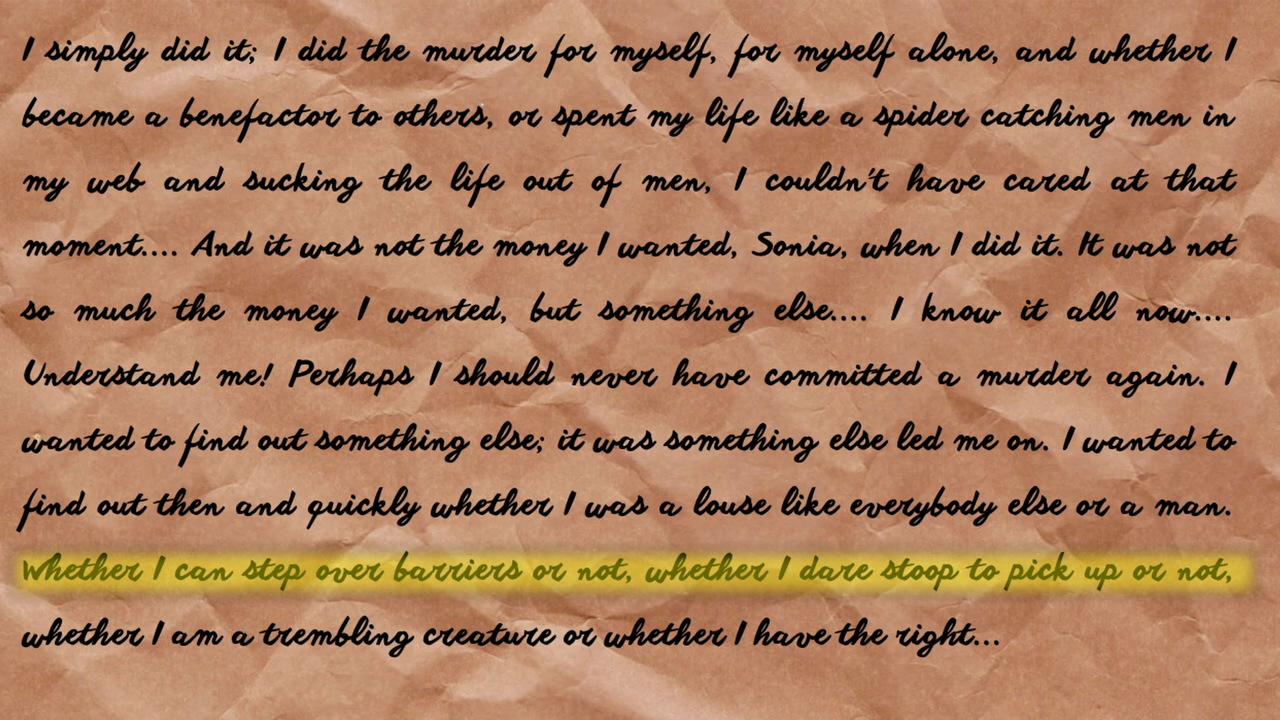 I simply did it; I did the murder for myself, for myself alone, and whether I
became a benefactor to others, or spent my life like a spider catching men in
my web and sucking the life out of men, I couldn't have cared at that
moment.... And it was not the money I wanted, Sonia, when I did it. It was not
so much the money I wanted, but something else.... I know it all now....
Understand me! Perhaps I should never have committed a murder again. I
wanted to find out something else; it was something else led me on. I wanted to
find out then and quickly whether I was a louse like everybody else or a man.
Whether I can step over barriers or not, whether I dare stoop to pick up or not,
whether I am a trembling creature or whether I have the right...